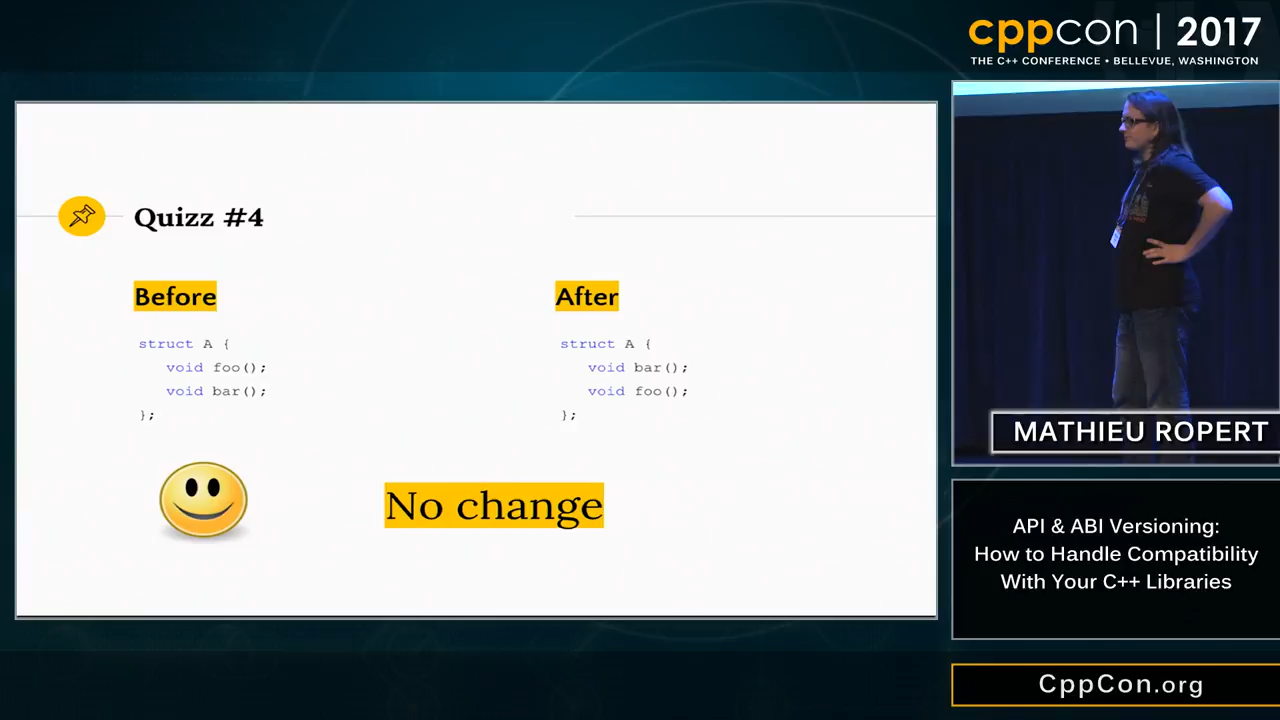 cppcon | 2017
THE C++ CONFERENCE • BELLEVUE, WASHINGTON
Quizz #4
Before
After
struct A {
void foo();
void bar();
};
struct A {
void bar();
void foo();
};
No change
MATHIEU ROPERT
API & ABI Versioning:
How to Handle Compatibility
With Your C++ Libraries
CppCon.org